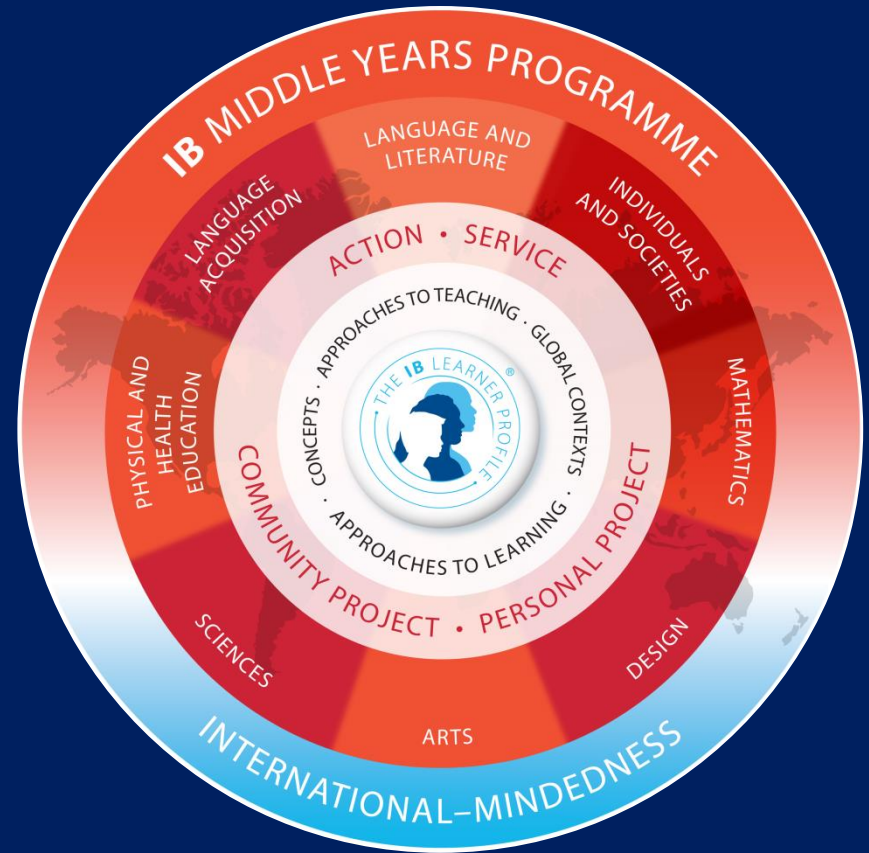 IB MIDDLE YEARS PROGRAMME
LANGUAGE AND
LITERATURE
INDIVIDUALS
AND SOCIETIES
MATHEMATICS
DESIGN
ARTS
SCIENCES
PHYSICAL AND
HEALTH
EDUCATION
LANGUAGE
ACQUISITION
ACTION • SERVICE
COMMUNITY PROJECT • PERSONAL PROJECT
APPROACHES TO TEACHING · GLOBAL CONTEXTS ·
APPROACHES TO LEARNING
· CONCEPTS ·
• THE IB LEARNER PROFILE •
®
INTERNATIONAL–MINDEDNESS